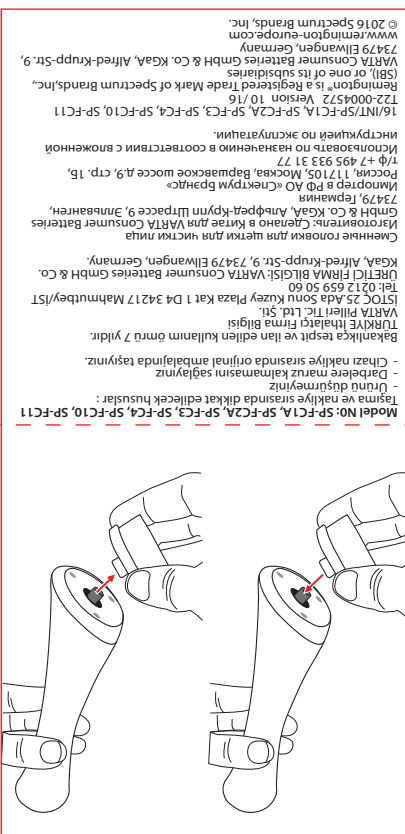 Model N0: SP-FC1A, SP-FC2A, SP-FC3, SP-FC4, SP-FC10, SP-FC11
Taşıma ve nakliye sırasında dikkat edilecek hususlar :
- Ürünü düşürmeyiniz
- Darbelere maruz kalmamasını sağlayınız
- Cihazı nakliye sırasında orijinal ambalajında taşıyınız.
Bakanlıkça tespit ve ilan edilen kullanım ömrü 7 yıldır.
TÜRKİYE İthalatçı Firma Bilgisi
VARTA Pilleri Tic. Ltd. Şti.
İSTOÇ 25.Ada Sonu Kuzey Plaza Kat 1 D4 34217 Mahmutbey/İST
Tel: 0212 659 50 60
ÜRETİCİ FİRMA BİLGİSİ: VARTA Consumer Batteries GmbH & Co.
KGaA, Alfred-Krupp-Str. 9, 73479 Ellwangen, Germany.
Сменные головки для щетки для чистки лица
Изготовитель: Сделано в Китае для VARTA Consumer Batteries
GmbH & Co. KGaA, Альфред-Крупп Штрассе 9, Элльванген,
73479, Германия
Импортер в РФ АО «Спектрум Брэндс»
Россия, 117105, Москва, Варшавское шоссе д.9, стр. 1Б,
т/ф +7 495 933 31 77
Использовать по назначению в соответствии с вложенной
инструкцией по эксплуатации.
16/INT/SP-FC1A, SP-FC2A, SP-FC3, SP-FC4, SP-FC10, SP-FC11
T22-0004572 Version 10 /16
Remington® is a Registered Trade Mark of Spectrum Brands,Inc.,
(SBI), or one of its subsidiaries
VARTA Consumer Batteries GmbH & Co. KGaA, Alfred-Krupp-Str. 9,
73479 Ellwangen, Germany
www.remington-europe.com
© 2016 Spectrum Brands, Inc.